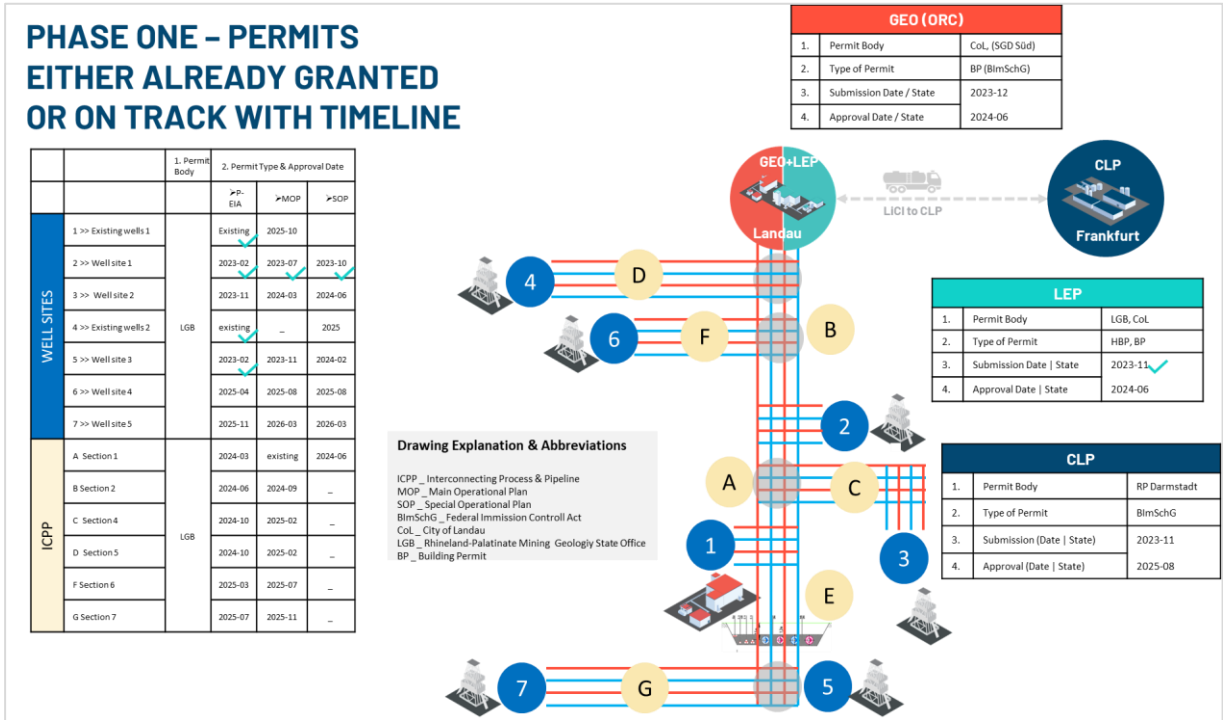 PHASE ONE – PERMITS
EITHER ALREADY GRANTED
OR ON TRACK WITH TIMELINE
1. Permit Body 2. Permit Type & Approval Date
➢P-EIA ➢MOP ➢SOP
WELL SITES
LGB
1 >> Existing wells 1 Existing 2025-10
2 >> Well site 1 2023-02 2023-07 2023-10
3 >> Well site 2 2023-11 2024-03 2024-06
4 >> Existing wells 2 existing _ 2025
5 >> Well site 3 2023-02 2023-11 2024-02
6 >> Well site 4 2025-04 2025-08 2025-08
7 >> Well site 5 2025-11 2026-03 2026-03
ICPP
LGB
A Section 1 2024-03 existing 2024-06
B Section 2 2024-06 2024-09 _
C Section 4 2024-10 2025-02 _
D Section 5 2024-10 2025-02 _
F Section 6 2025-03 2025-07 _
G Section 7 2025-07 2025-11 _
Drawing Explanation & Abbreviations
ICPP _ Interconnecting Process & Pipeline
MOP _ Main Operational Plan
SOP _ Special Operational Plan
BImSchG _ Federal Immission Controll Act
CoL _ City of Landau
LGB _ Rhineland-Palatinate Mining Geologiy State Office
BP _ Building Permit
GEO (ORC)
1. Permit Body CoL, (SGD Süd)
2. Type of Permit BP (BImSchG)
3. Submission Date / State 2023-12
4. Approval Date / State 2024-06
GEO+LEP
Landau
LiCl to CLP
CLP
Frankfurt
4
D
6
F
B
2
A
C
1
3
E
7
G
5
LEP
1. Permit Body LGB, CoL
2. Type of Permit HBP, BP
3. Submission Date | State 2023-11
4. Approval Date | State 2024-06
CLP
1. Permit Body RP Darmstadt
2. Type of Permit BImSchG
3. Submission (Date | State) 2023-11
4. Approval (Date | State) 2025-08